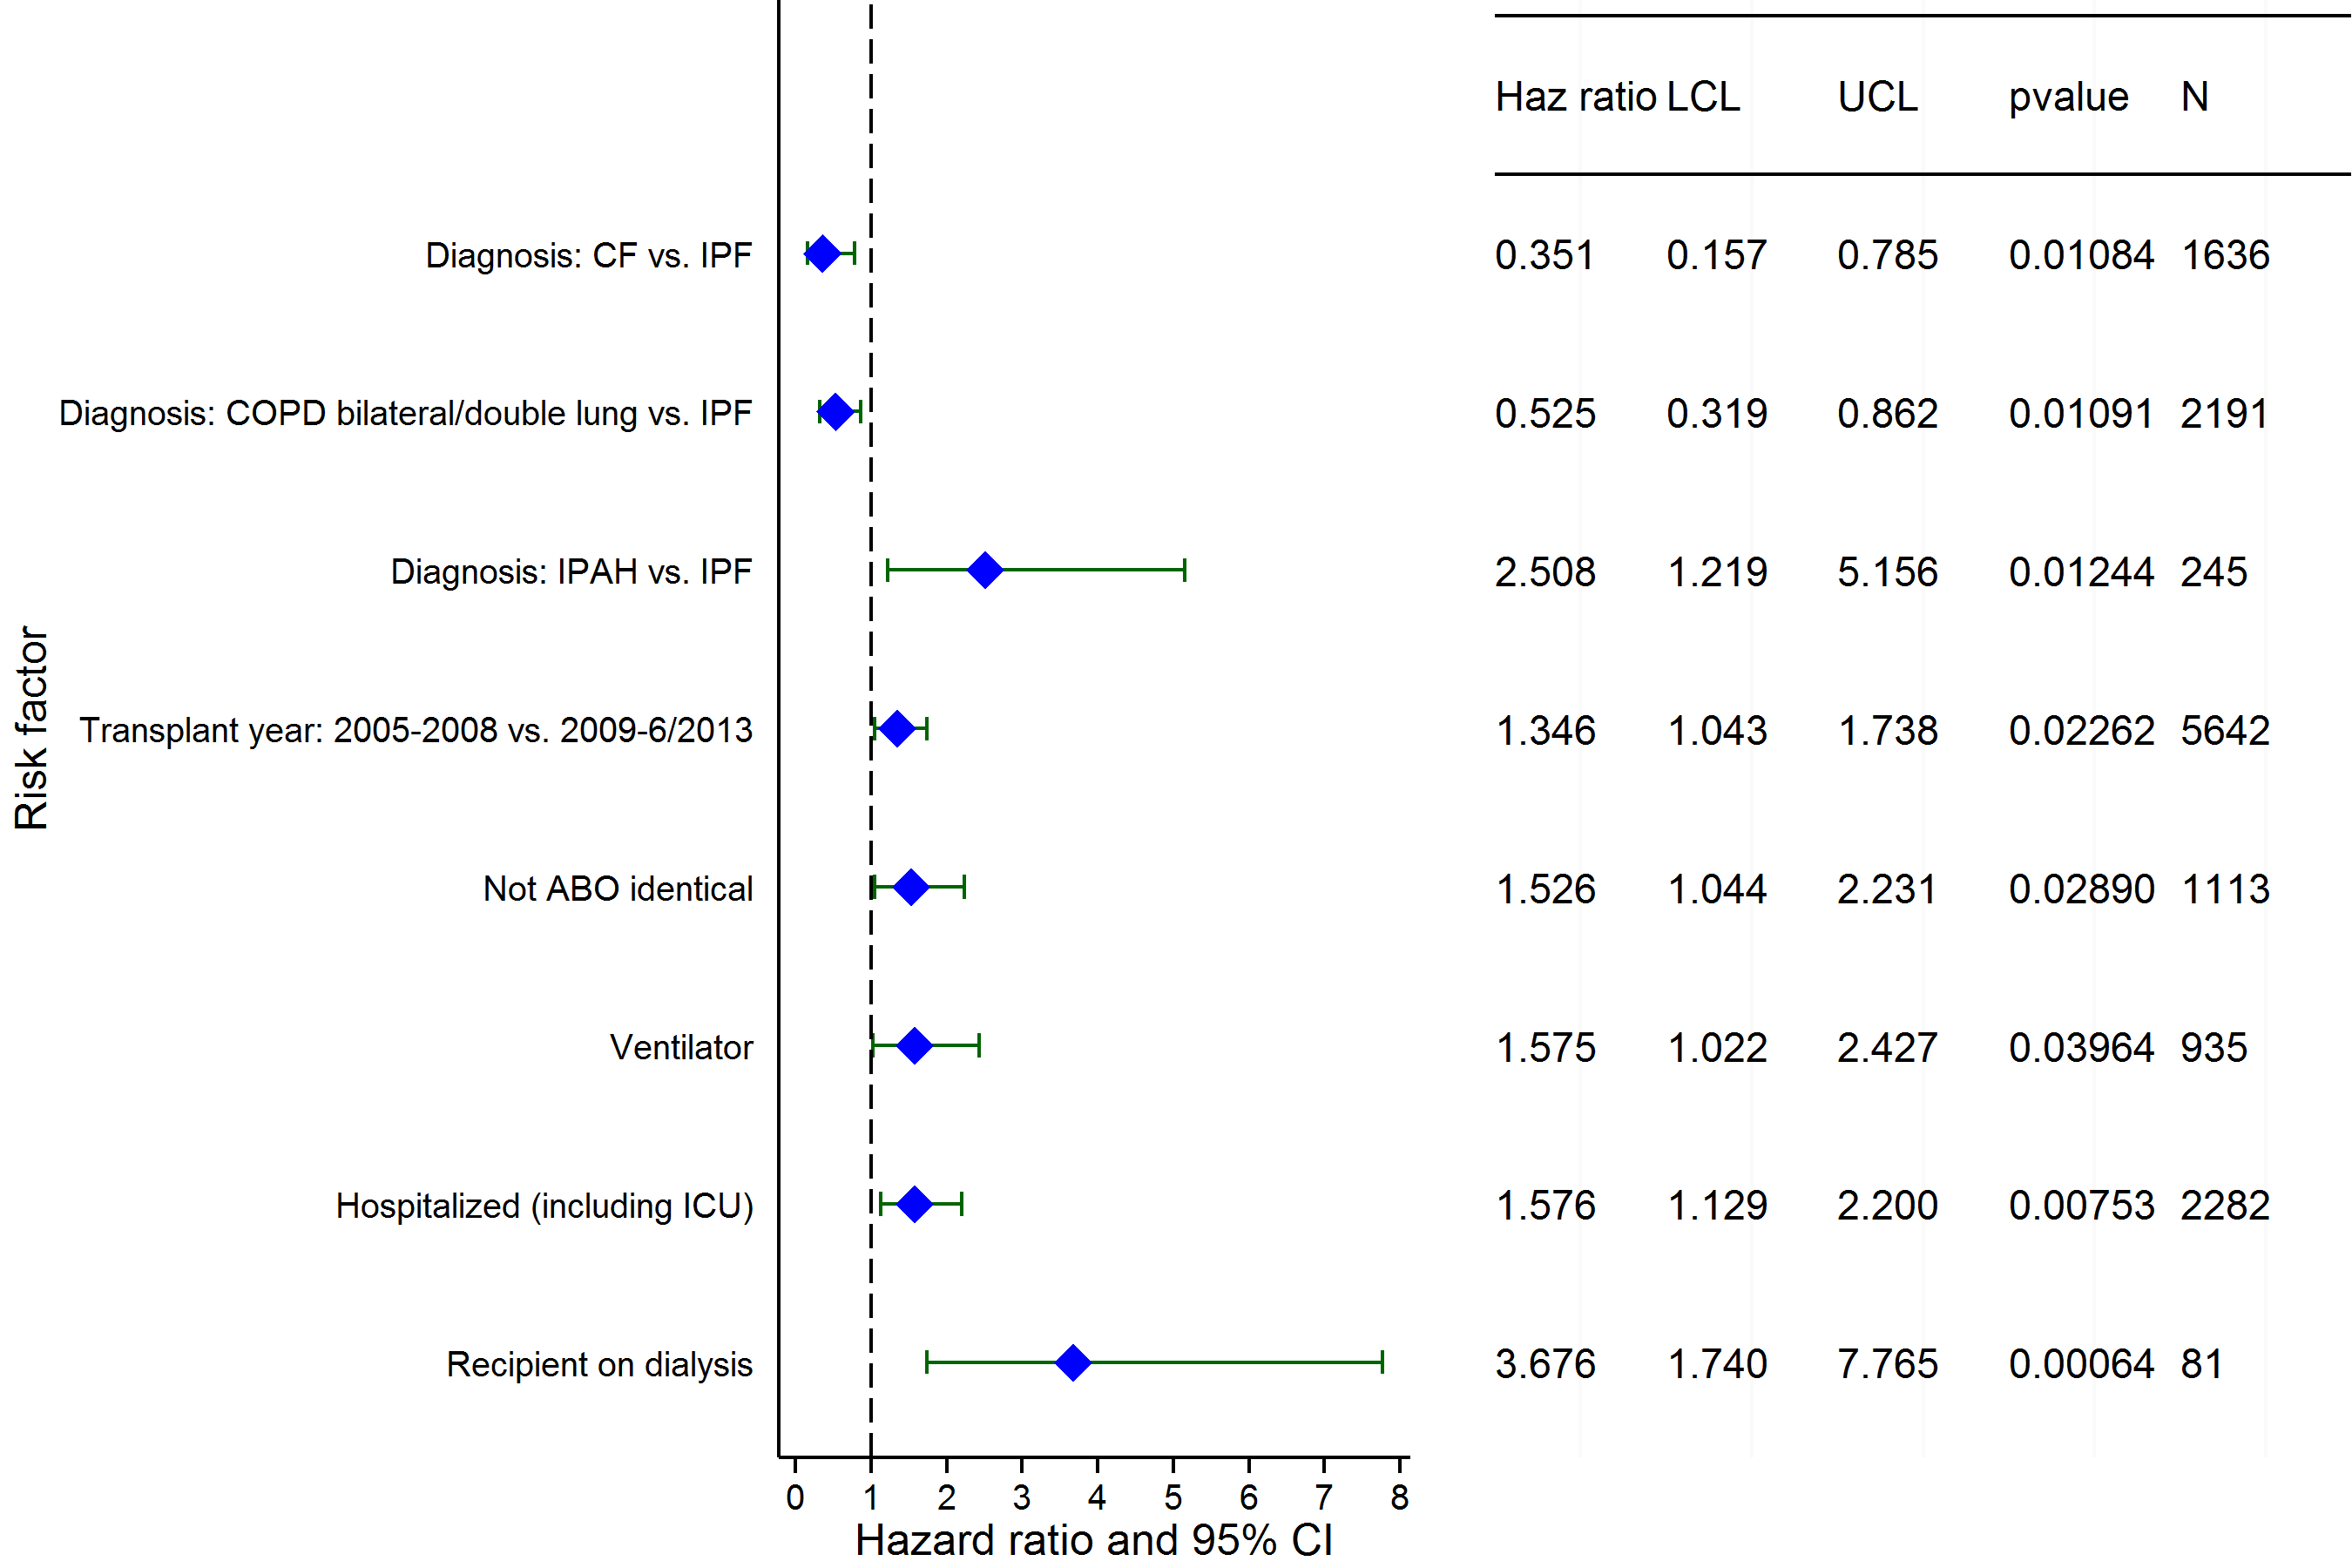 Haz ratio LCL UCL pvalue N
Diagnosis: CF vs. IPF 0.351 0.157 0.785 0.01084 1636
Diagnosis: COPD bilateral/double lung vs. IPF 0.525 0.319 0.862 0.01091 2191
Diagnosis: IPAH vs. IPF 2.508 1.219 5.156 0.01244 245
Transplant year: 2005-2008 vs. 2009-6/2013 1.346 1.043 1.738 0.02262 5642
Not ABO identical 1.526 1.044 2.231 0.02890 1113
Ventilator 1.575 1.022 2.427 0.03964 935
Hospitalized (including ICU) 1.576 1.129 2.200 0.00753 2282
Recipient on dialysis 3.676 1.740 7.765 0.00064 81
Risk factor
0 1 2 3 4 5 6 7 8
Hazard ratio and 95% CI